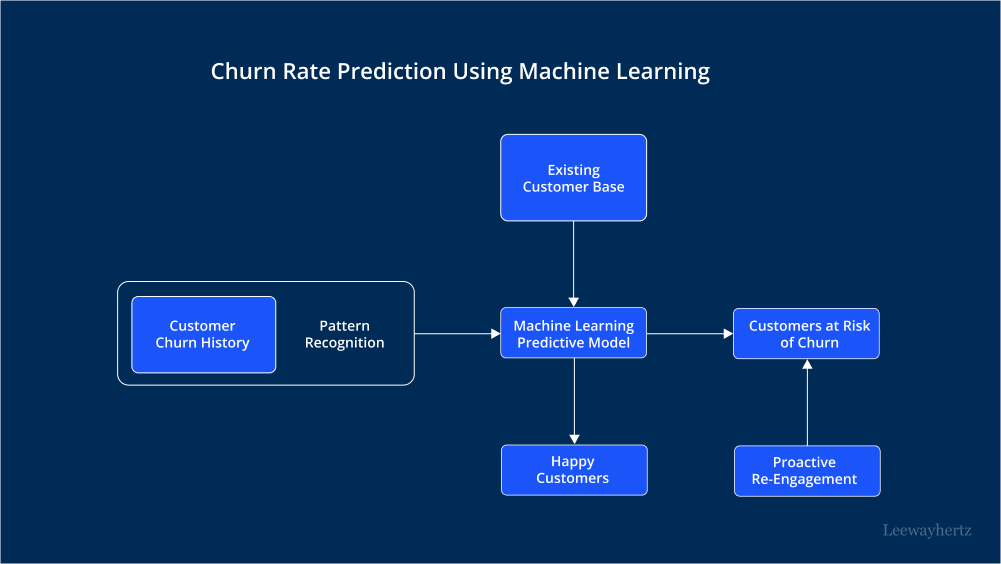 Churn Rate Prediction Using Machine Learning
Existing
Customer Base
Customer
Churn History
Pattern
Recognition
Machine Learning
Predictive Model
Customers at Risk
of Churn
Happy
Customers
Proactive
Re-Engagement
Leewayhertz